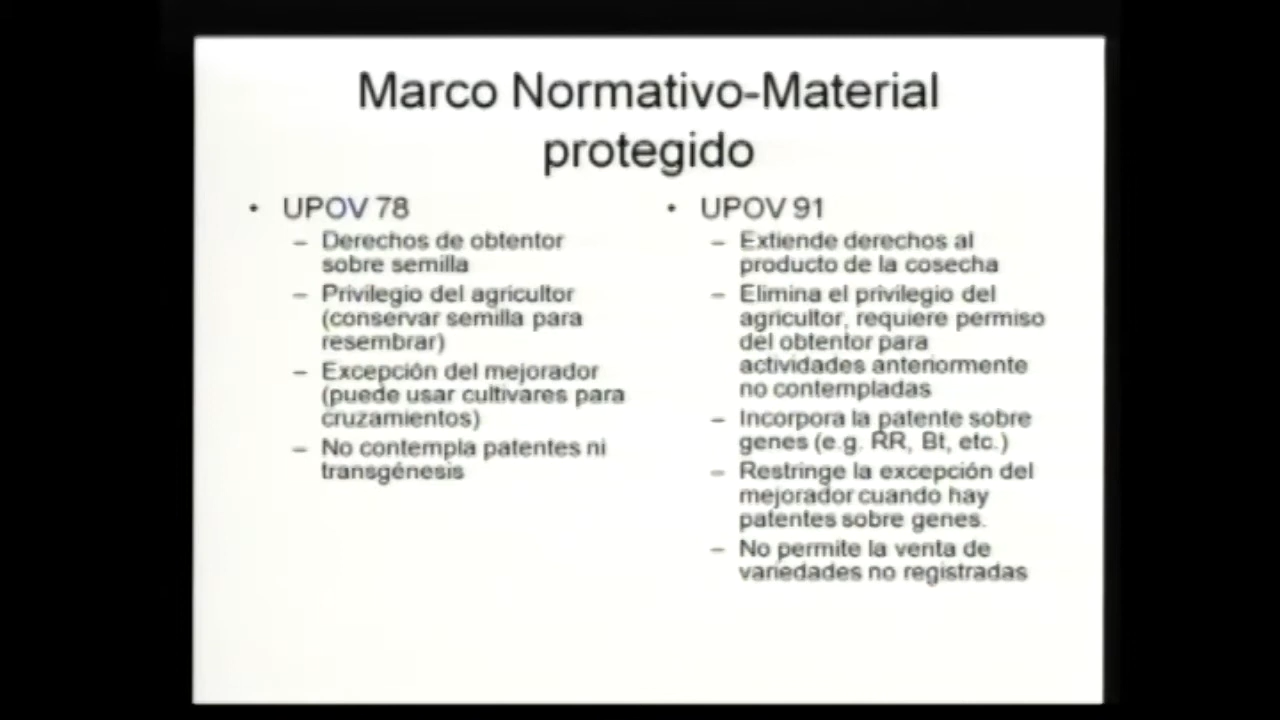 Marco Normativo-Material
protegido
• UPOV 78
– Derechos de obtentor
sobre semilla
– Privilegio del agricultor
(conservar semilla para
resembrar)
– Excepción del mejorador
(puede usar cultivares para
cruzamientos)
– No contempla patentes ni
transgénesis
• UPOV 91
– Extiende derechos al
producto de la cosecha
– Elimina el privilegio del
agricultor, requiere permiso
del obtentor para
actividades anteriormente
no contempladas
– Incorpora la patente sobre
genes (e.g. RR, Bt, etc.)
– Restringe la excepción del
mejorador cuando hay
patentes sobre genes.
– No permite la venta de
variedades no registradas